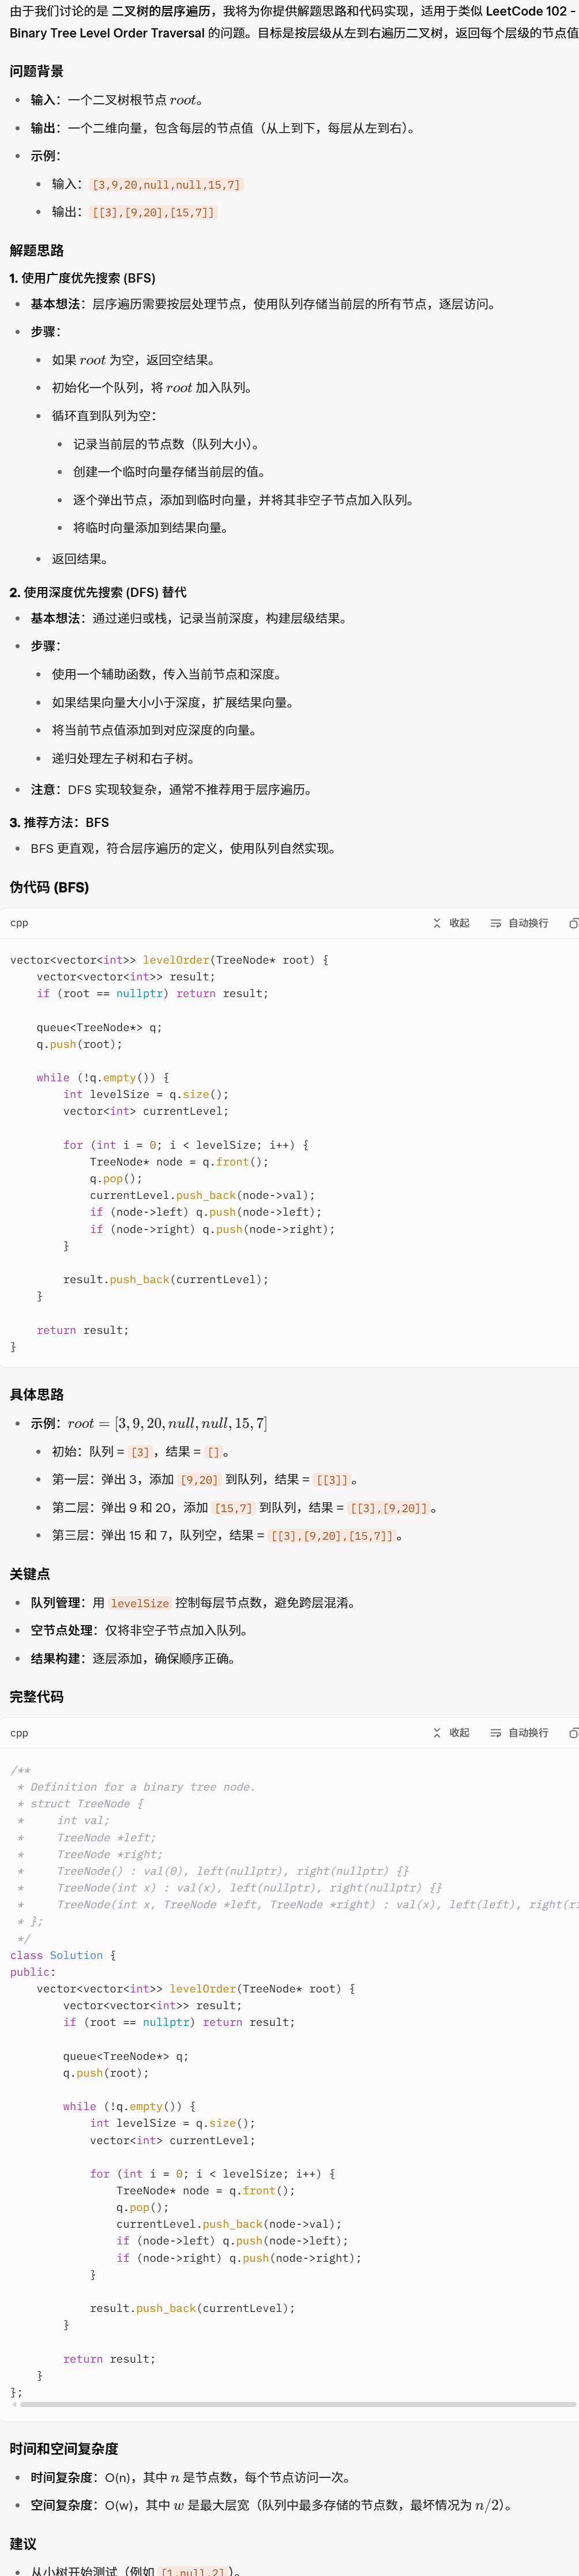 由于我们讨论的是 二叉树的层序遍历，我将为你提供解题思路和代码实现，适用于类似 LeetCode 102 -
Binary Tree Level Order Traversal 的问题。目标是按层级从左到右遍历二叉树，返回每个层级的节点值
问题背景
• 输入：一个二叉树根节点 root。
• 输出：一个二维向量，包含每层的节点值（从上到下，每层从左到右）。
• 示例：
• 输入：[3,9,20,null,null,15,7]
• 输出：[[3],[9,20],[15,7]]
解题思路
1. 使用广度优先搜索 (BFS)
• 基本想法：层序遍历需要按层处理节点，使用队列存储当前层的所有节点，逐层访问。
• 步骤：
• 如果 root 为空，返回空结果。
• 初始化一个队列，将 root 加入队列。
• 循环直到队列为空：
• 记录当前层的节点数（队列大小）。
• 创建一个临时向量存储当前层的值。
• 逐个弹出节点，添加到临时向量，并将其非空子节点加入队列。
• 将临时向量添加到结果向量。
• 返回结果。
2. 使用深度优先搜索 (DFS) 替代
• 基本想法：通过递归或栈，记录当前深度，构建层级结果。
• 步骤：
• 使用一个辅助函数，传入当前节点和深度。
• 如果结果向量大小小于深度，扩展结果向量。
• 将当前节点值添加到对应深度的向量。
• 递归处理左子树和右子树。
• 注意：DFS 实现较复杂，通常不推荐用于层序遍历。
3. 推荐方法：BFS
• BFS 更直观，符合层序遍历的定义，使用队列自然实现。
伪代码 (BFS)
cpp 收起 自动换行
vector<vector<int>> levelOrder(TreeNode* root) {
    vector<vector<int>> result;
    if (root == nullptr) return result;
    queue<TreeNode*> q;
    q.push(root);
    while (!q.empty()) {
        int levelSize = q.size();
        vector<int> currentLevel;
        for (int i = 0; i < levelSize; i++) {
            TreeNode* node = q.front();
            q.pop();
            currentLevel.push_back(node->val);
            if (node->left) q.push(node->left);
            if (node->right) q.push(node->right);
        }
        result.push_back(currentLevel);
    }
    return result;
}
具体思路
• 示例：root = [3, 9, 20, null, null, 15, 7]
• 初始：队列 = [3]，结果 = []。
• 第一层：弹出 3，添加 [9,20] 到队列，结果 = [[3]]。
• 第二层：弹出 9 和 20，添加 [15,7] 到队列，结果 = [[3],[9,20]]。
• 第三层：弹出 15 和 7，队列空，结果 = [[3],[9,20],[15,7]]。
关键点
• 队列管理：用 levelSize 控制每层节点数，避免跨层混淆。
• 空节点处理：仅将非空子节点加入队列。
• 结果构建：逐层添加，确保顺序正确。
完整代码
cpp 收起 自动换行
/**
 * Definition for a binary tree node.
 * struct TreeNode {
 *     int val;
 *     TreeNode *left;
 *     TreeNode *right;
 *     TreeNode() : val(0), left(nullptr), right(nullptr) {}
 *     TreeNode(int x) : val(x), left(nullptr), right(nullptr) {}
 *     TreeNode(int x, TreeNode *left, TreeNode *right) : val(x), left(left), right(ri
 * };
 */
class Solution {
public:
    vector<vector<int>> levelOrder(TreeNode* root) {
        vector<vector<int>> result;
        if (root == nullptr) return result;
        queue<TreeNode*> q;
        q.push(root);
        while (!q.empty()) {
            int levelSize = q.size();
            vector<int> currentLevel;
            for (int i = 0; i < levelSize; i++) {
                TreeNode* node = q.front();
                q.pop();
                currentLevel.push_back(node->val);
                if (node->left) q.push(node->left);
                if (node->right) q.push(node->right);
            }
            result.push_back(currentLevel);
        }
        return result;
    }
};
时间和空间复杂度
• 时间复杂度：O(n)，其中 n 是节点数，每个节点访问一次。
• 空间复杂度：O(w)，其中 w 是最大层宽（队列中最多存储的节点数，最坏情况为 n/2）。
建议
• 从小树开始测试（例如 [1,null,2]）。